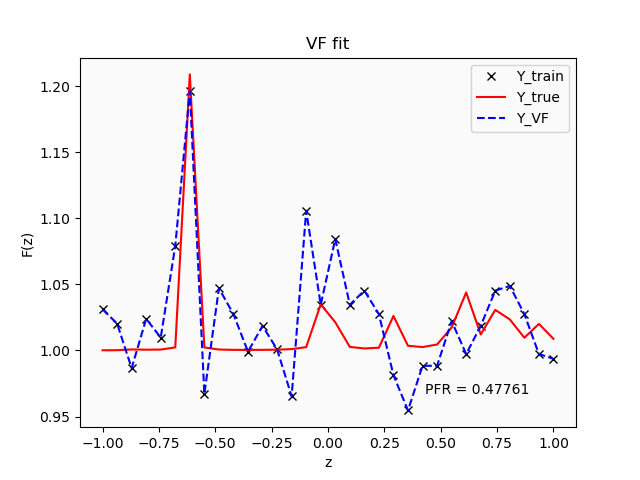 VF fit
Y_train
Y_true
Y_VF
F(z)
1.20
1.15
1.10
1.05
1.00
0.95
PFR = 0.47761
−1.00 −0.75 −0.50 −0.25 0.00 0.25 0.50 0.75 1.00
z